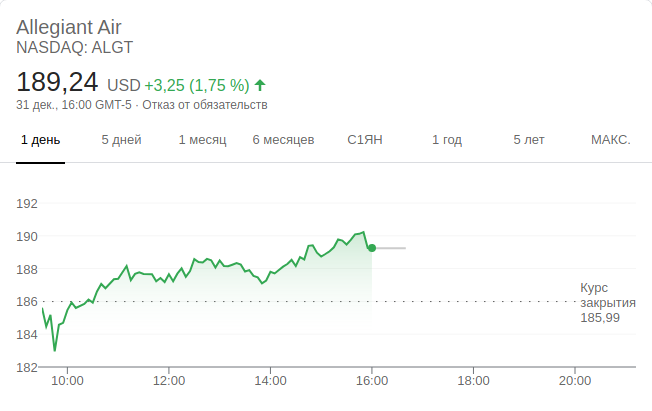 Allegiant Air
NASDAQ: ALGT
189,24 USD +3,25 (1,75 %)
31 дек., 16:00 GMT-5 · Отказ от обязательств
1 день 5 дней 1 месяц 6 месяцев С1ЯН 1 год 5 лет МАКС.
192
190
188
Курс
186 закрытия
185,99
184
182
10:00 12:00 14:00 16:00 18:00 20:00